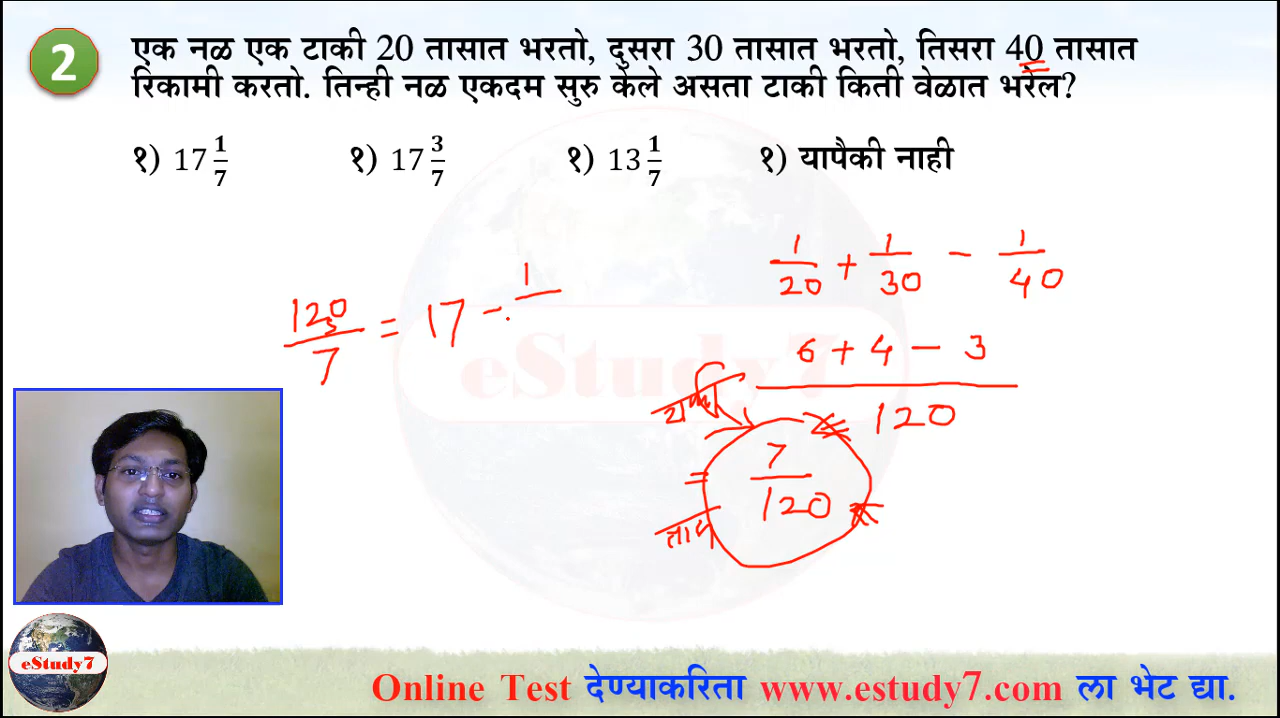 2
एक नळ एक टाकी 20 तासात भरतो, दुसरा 30 तासात भरतो, तिसरा 40 तासात
रिकामी करतो. तिन्ही नळ एकदम सुरु केले असता टाकी किती वेळात भरेल?
१) 17 1/7 १) 17 3/7 १) 13 1/7 १) यापैकी नाही
1/20 + 1/30 - 1/40
120/7 = 17 - 1
6 + 4 - 3
120
टाकी
= 7/120
तास
eStudy7
eStudy7
Online Test देण्याकरिता www.estudy7.com ला भेट द्या.